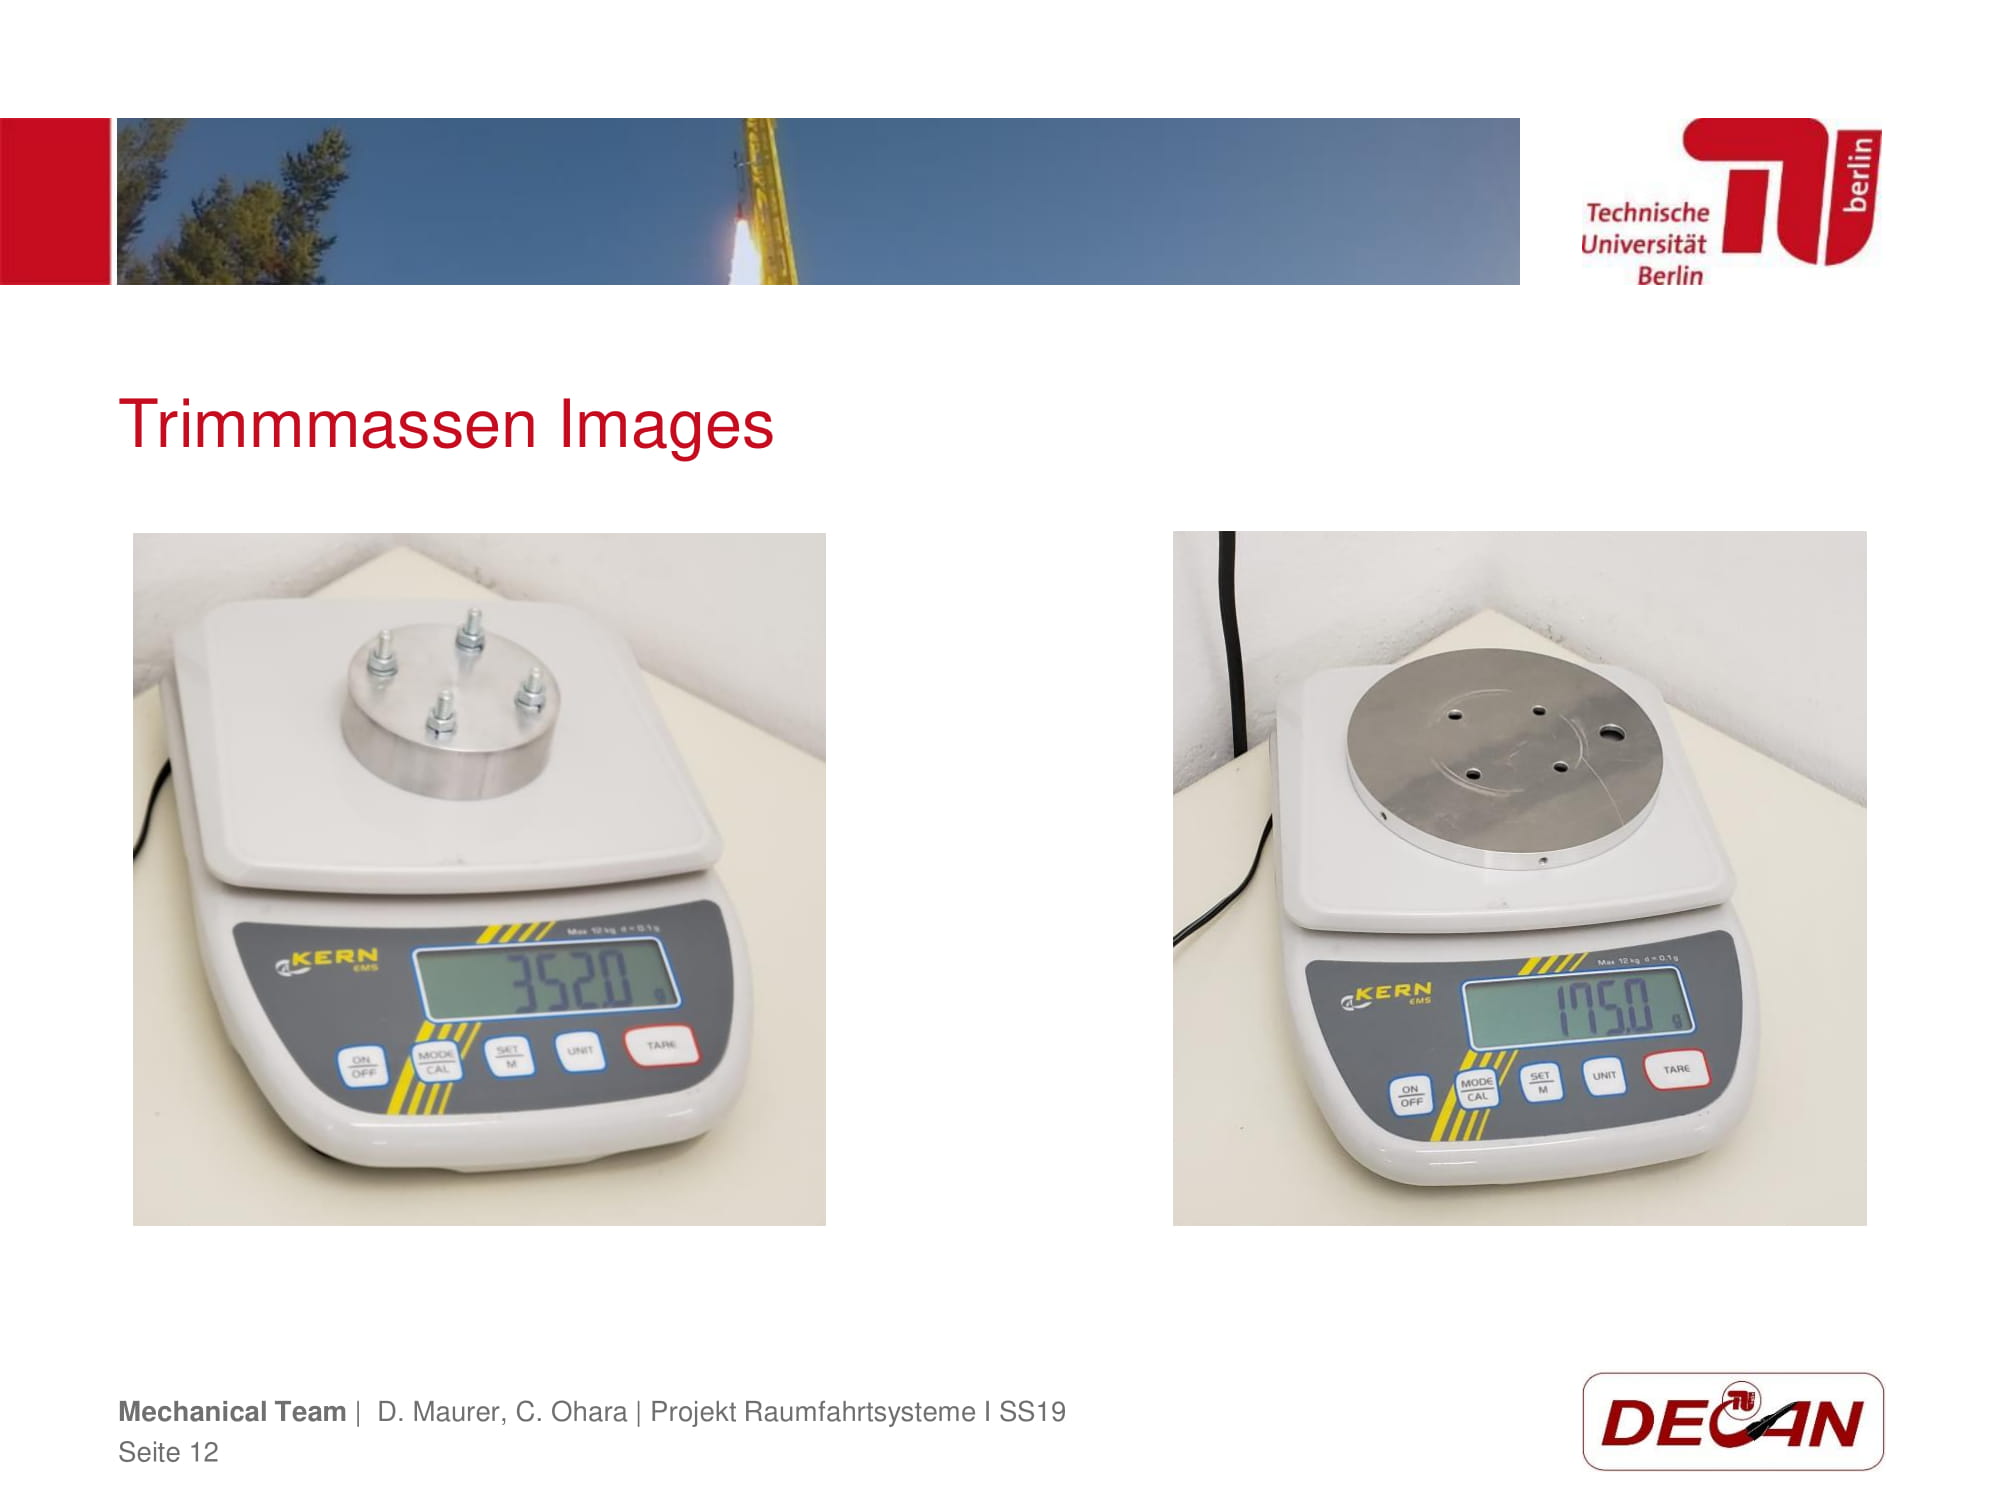 Technische
Universität
Berlin
berlin
Trimmmassen Images
Max 12 kg d = 0.1 g
KERN
EMS
352.0 g
ON
OFF
MODE
CAL
SET
M
UNIT
TARE
Max 12 kg d = 0.1 g
KERN
EMS
175.0 g
ON
OFF
MODE
CAL
SET
M
UNIT
TARE
Mechanical Team | D. Maurer, C. Ohara | Projekt Raumfahrtsysteme I SS19
Seite 12
DECAN